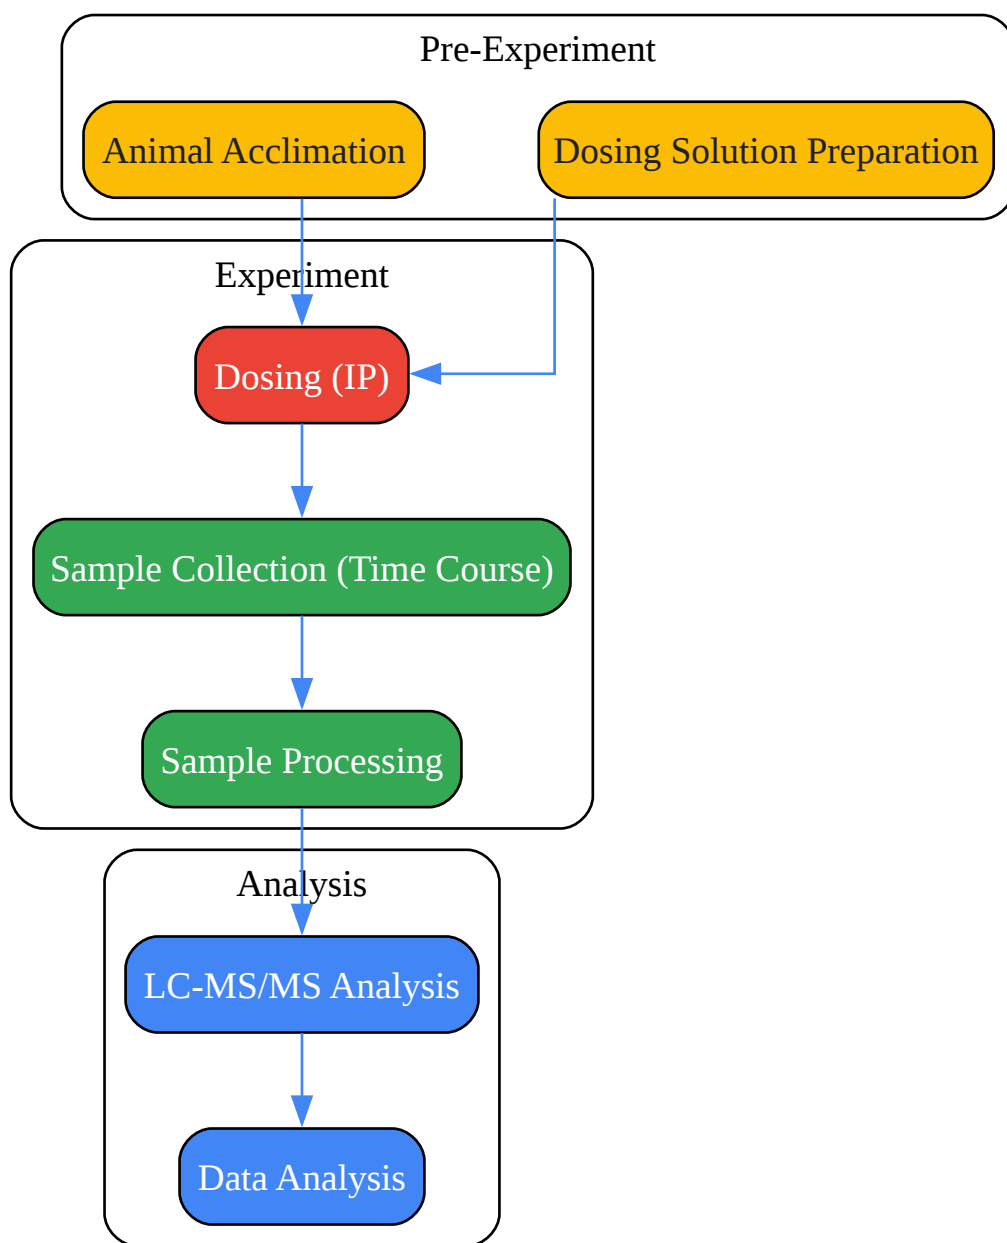 Pre-Experiment
Animal Acclimation
Dosing Solution Preparation
Experiment
Dosing (IP)
Sample Collection (Time Course)
Sample Processing
Analysis
LC-MS/MS Analysis
Data Analysis